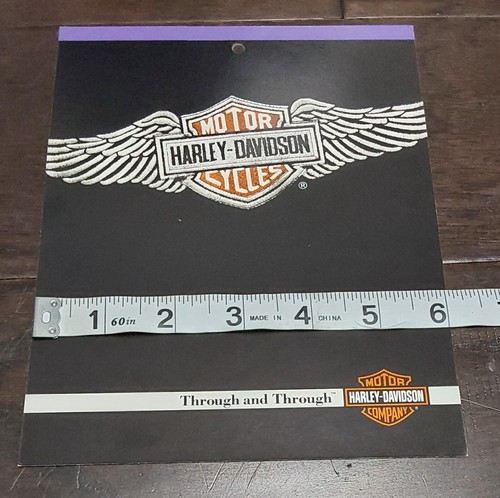 MOTOR
HARLEY-DAVIDSON
CYCLES
®
1 60in 2 3 MADE IN 4 CHINA 5 6
MOTOR
Through and Through™ HARLEY-DAVIDSON
COMPANY®